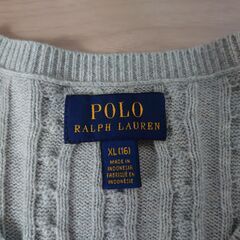 POLO
RALPH LAUREN
XL (16)
MADE IN
INDONESIA/
FABRIQUÉ EN
INDONÉSIE